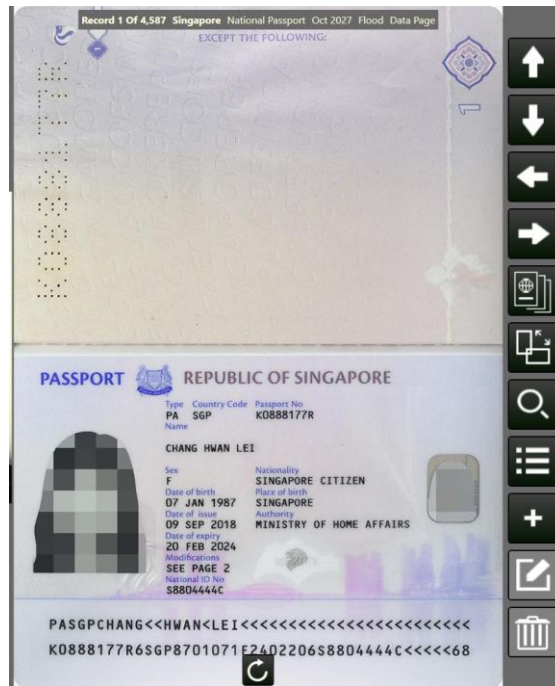 Record 1 Of 4,587 Singapore National Passport Oct 2027 Flood Data Page
EXCEPT THE FOLLOWING:
PASSPORT REPUBLIC OF SINGAPORE
Type Country Code Passport No
PA SGP K0888177R
Name
CHANG HWAN LEI
Sex Nationality
F SINGAPORE CITIZEN
Date of birth Place of birth
07 JAN 1987 SINGAPORE
Date of issue Authority
09 SEP 2018 MINISTRY OF HOME AFFAIRS
Date of expiry
20 FEB 2024
Modifications
SEE PAGE 2
National ID No
S8804444C
PASGPCHANG<<HWAN<LEI<<<<<<<<<<<<<<<<<<<<<<<<
K0888177R6SGP8701071F2402206S8804444C<<<<<68